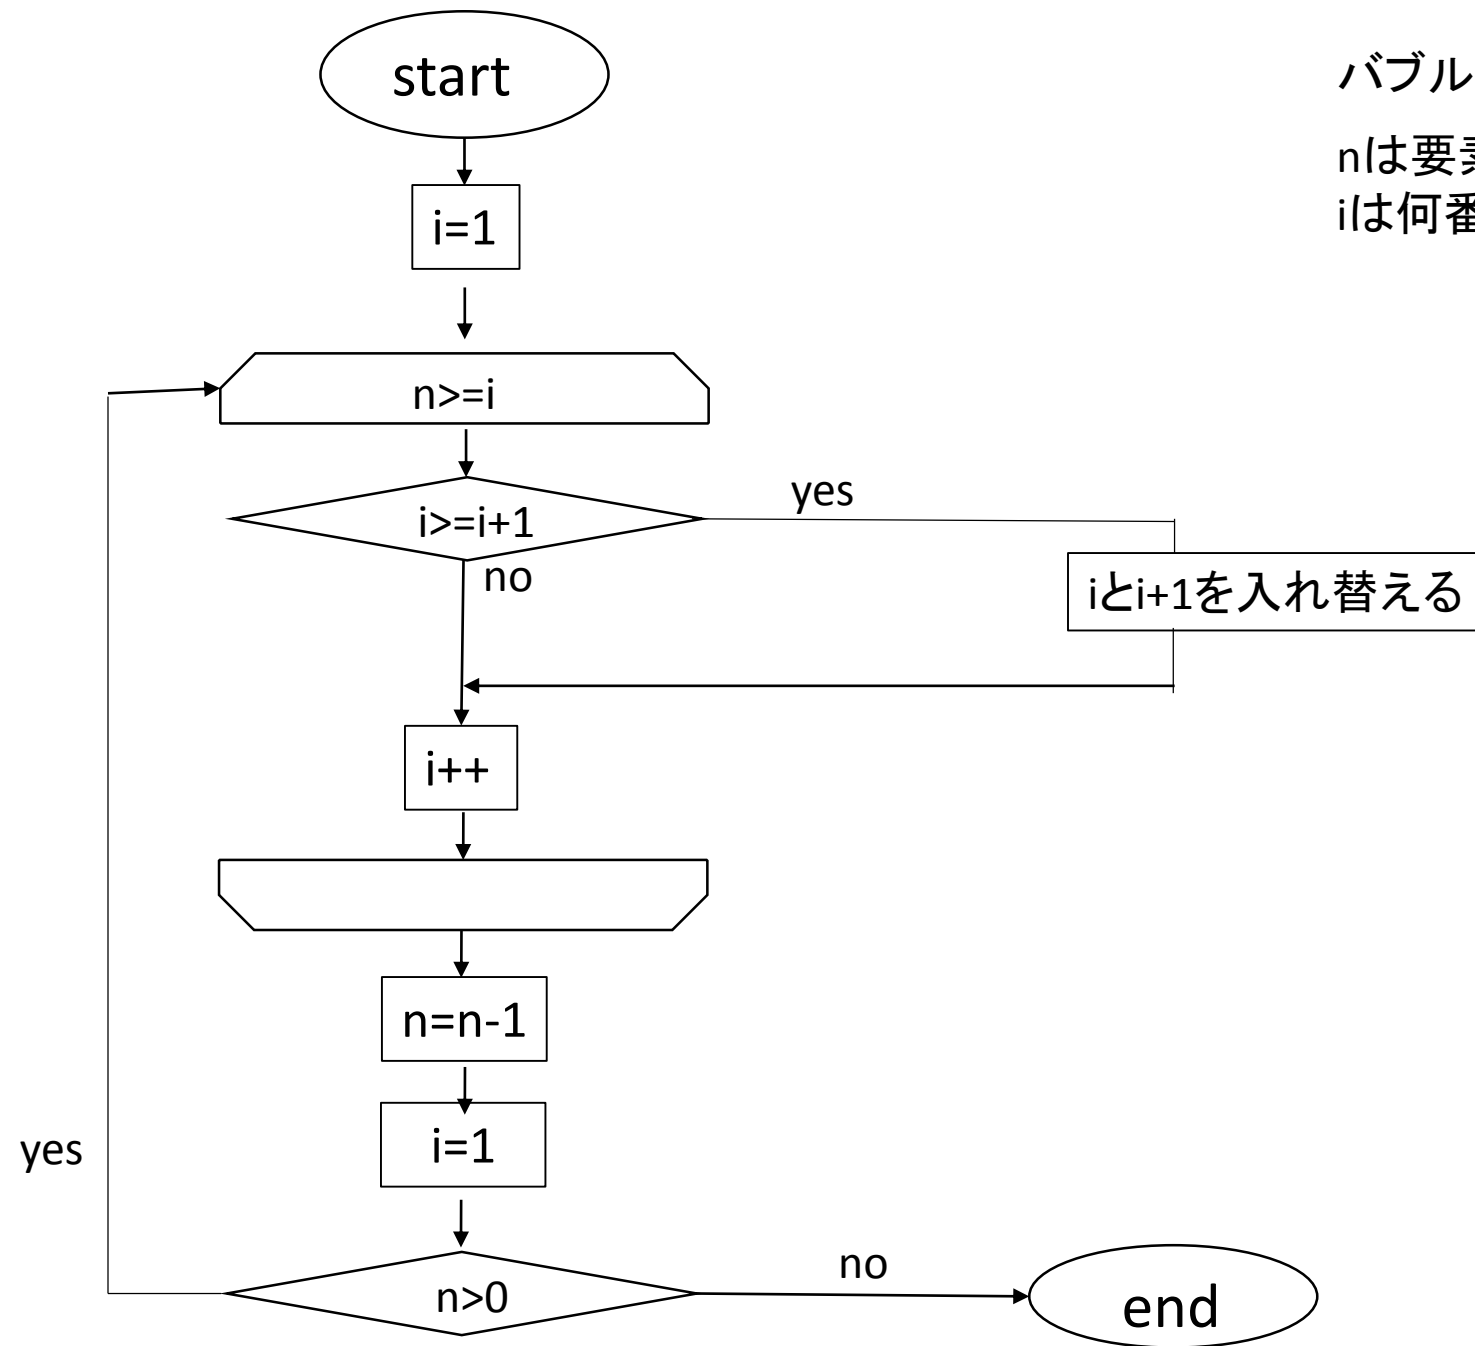 start
バブル
nは要
iは何番
i=1
n>=i
i>=i+1
yes
no
iとi+1を入れ替える
i++
n=n-1
i=1
yes
n>0
no
end